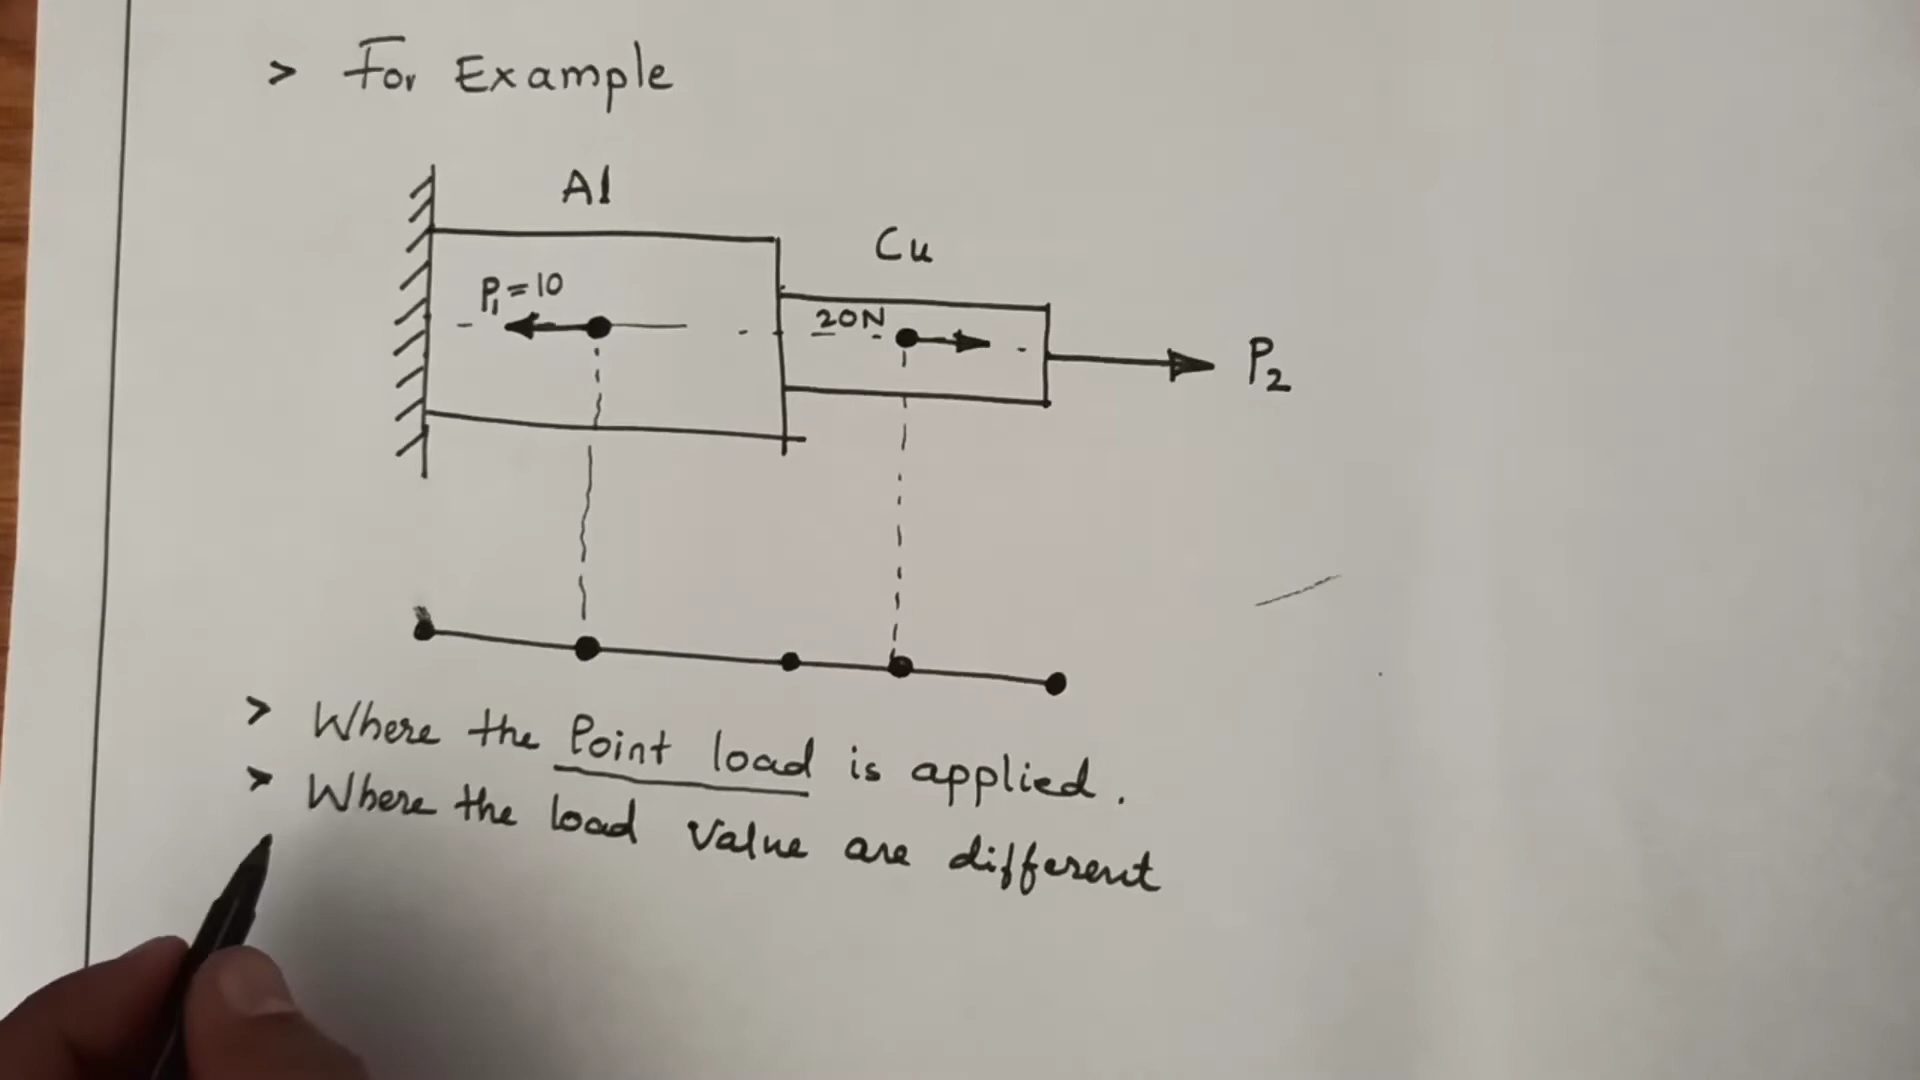 > For Example
Al
Cu
P1 = 10
20N
P2
> Where the Point load is applied.
> Where the load Value are different